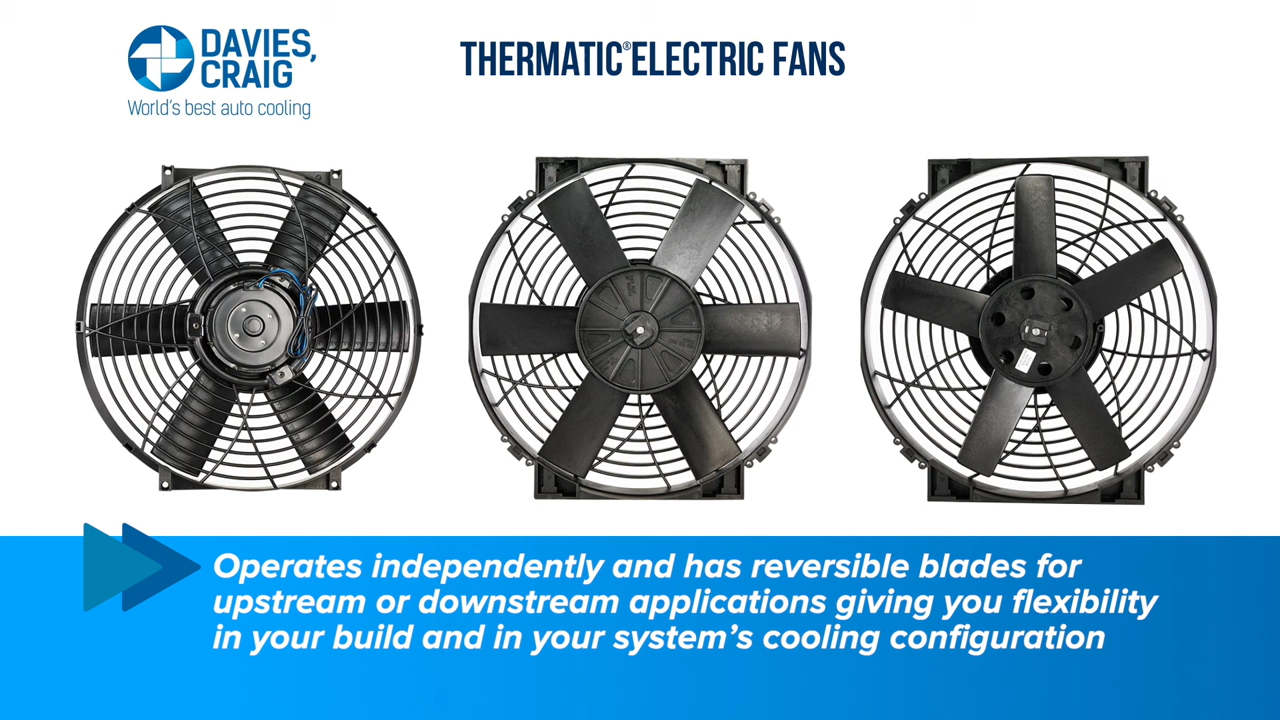 DAVIES,
CRAIG
World's best auto cooling
THERMATIC® ELECTRIC FANS
Operates independently and has reversible blades for
upstream or downstream applications giving you flexibility
in your build and in your system's cooling configuration